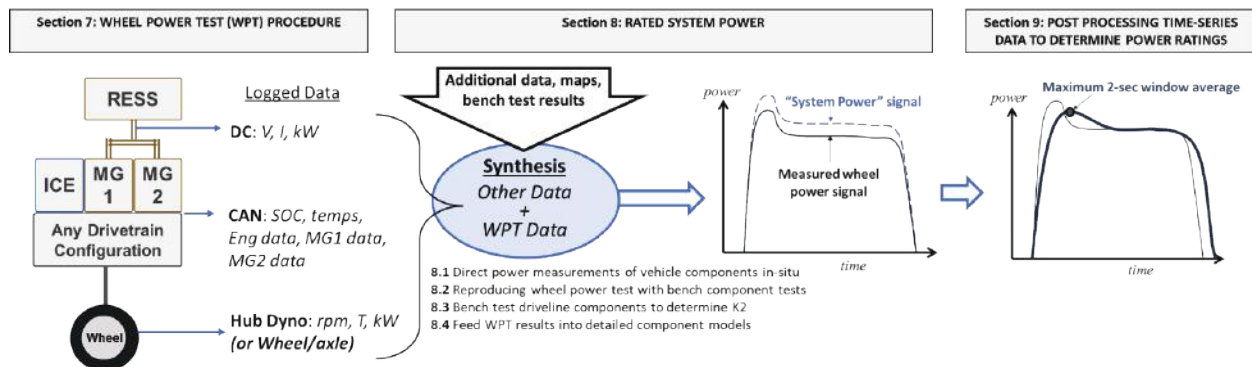 Section 7: WHEEL POWER TEST (WPT) PROCEDURE
RESS
ICE
MG
1
MG
2
Any Drivetrain
Configuration
Wheel
Logged Data
DC: V, I, kW
CAN: SOC, temps,
Eng data, MG1 data,
MG2 data
Hub Dyno: rpm, T, kW
(or Wheel/axle)
Section 8: RATED SYSTEM POWER
Additional data, maps,
bench test results
Synthesis
Other Data
+
WPT Data
8.1 Direct power measurements of vehicle components in-situ
8.2 Reproducing wheel power test with bench component tests
8.3 Bench test driveline components to determine K2
8.4 Feed WPT results into detailed component models
power
"System Power" signal
Measured wheel
power signal
time
Section 9: POST PROCESSING TIME-SERIES
DATA TO DETERMINE POWER RATINGS
power
Maximum 2-sec window average
time